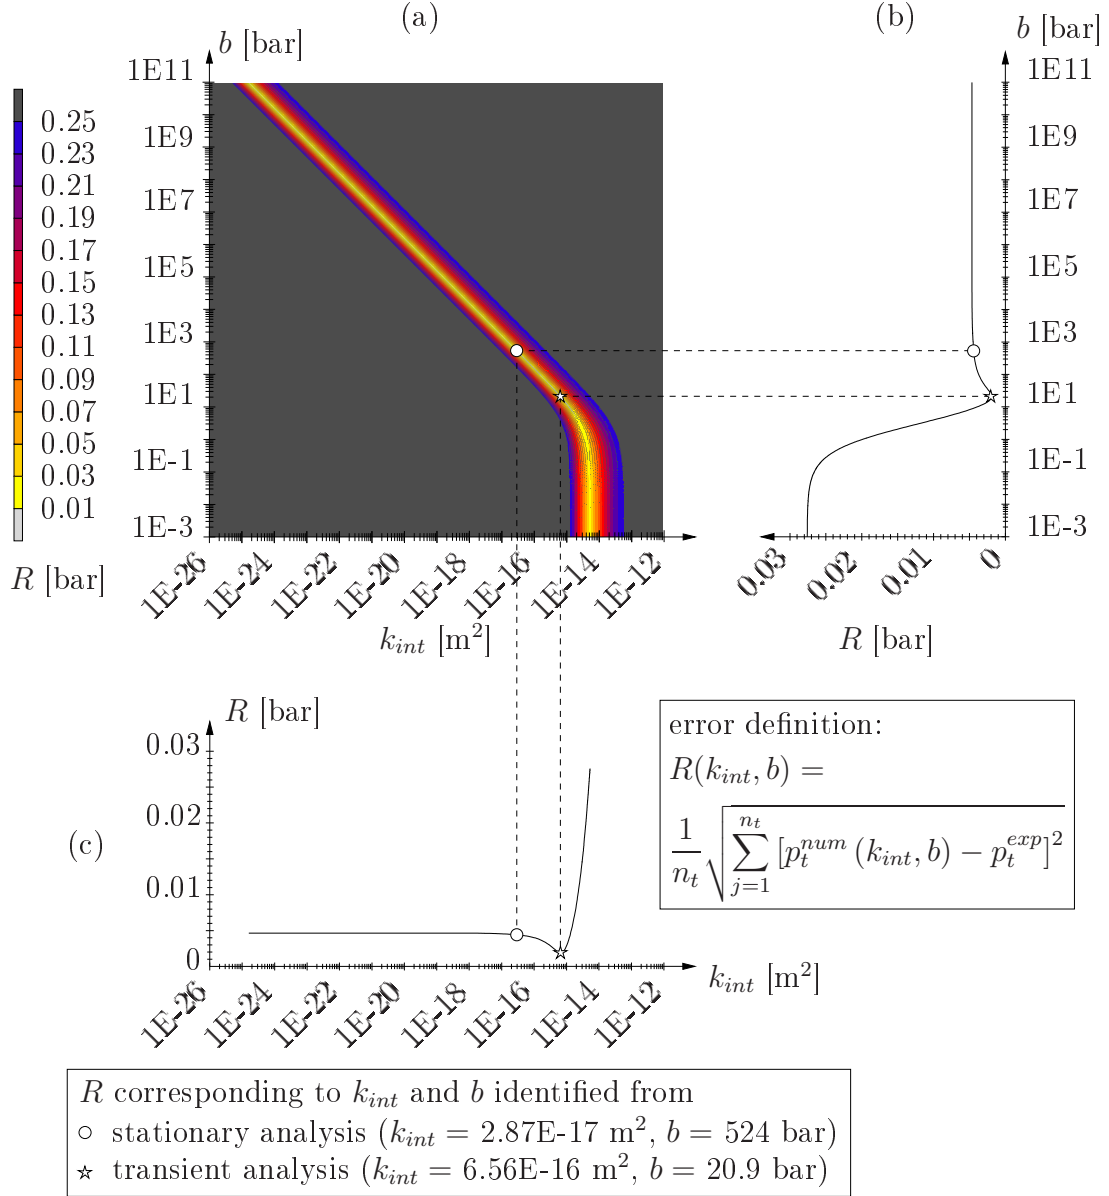 (a)
(b)
b [bar]
b [bar]
1E11
1E9
1E7
1E5
1E3
1E1
1E-1
1E-3
0.25
0.23
0.21
0.19
0.17
0.15
0.13
0.11
0.09
0.07
0.05
0.03
0.01
R [bar]
1E-26
1E-24
1E-22
1E-20
1E-18
1E-16
1E-14
1E-12
k_int [m²]
1E11
1E9
1E7
1E5
1E3
1E1
1E-1
1E-3
0.03
0.02
0.01
0
R [bar]
R [bar]
0.03
0.02
0.01
0
(c)
1E-26
1E-24
1E-22
1E-20
1E-18
1E-16
1E-14
1E-12
k_int [m²]
error definition:
R(k_int, b) =
1/n_t √ ∑_{j=1}^{n_t} [p_t^{num} (k_int, b) − p_t^{exp}]²
R corresponding to k_int and b identified from
stationary analysis (k_int = 2.87E-17 m², b = 524 bar)
transient analysis (k_int = 6.56E-16 m², b = 20.9 bar)